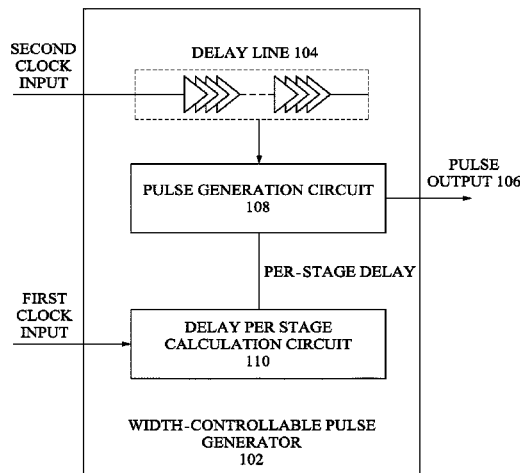 SECOND
CLOCK
INPUT
DELAY LINE 104
PULSE GENERATION CIRCUIT
108
PULSE
OUTPUT 106
PER-STAGE DELAY
FIRST
CLOCK
INPUT
DELAY PER STAGE
CALCULATION CIRCUIT
110
WIDTH-CONTROLLABLE PULSE
GENERATOR
102